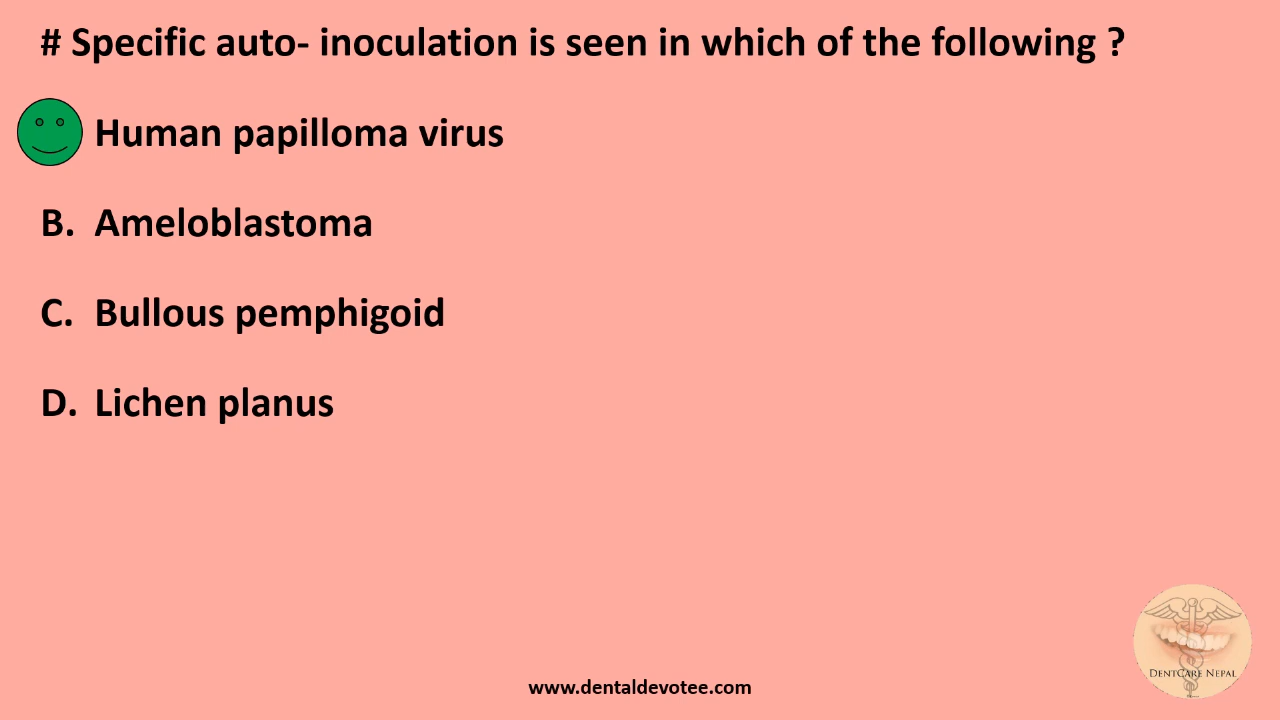 # Specific auto- inoculation is seen in which of the following ?
Human papilloma virus
B. Ameloblastoma
C. Bullous pemphigoid
D. Lichen planus
DENTCARE NEPAL
www.dentaldevotee.com